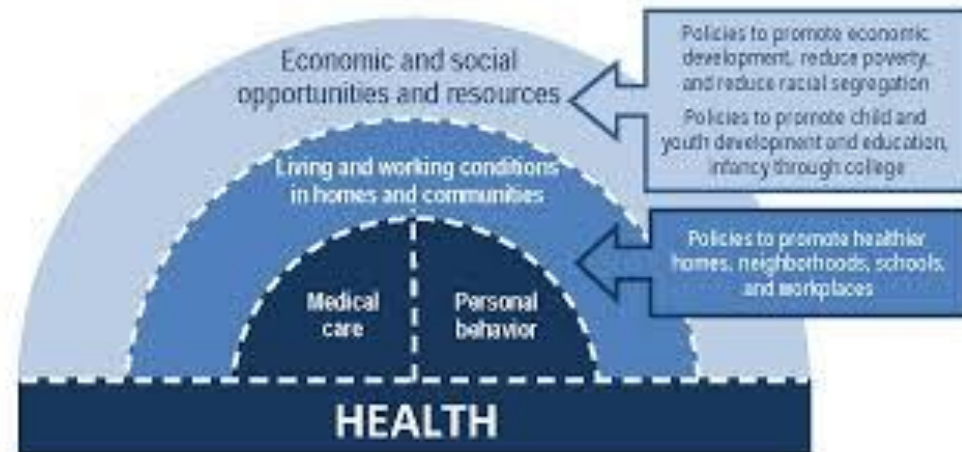 Economic and social
opportunities and resources
Policies to promote economic
development, reduce poverty,
and reduce racial segregation
Policies to promote child and
youth development and education,
infancy through college
Living and working conditions
in homes and communities
Policies to promote healthier
homes, neighborhoods, schools,
and workplaces
Medical
care
Personal
behavior
HEALTH